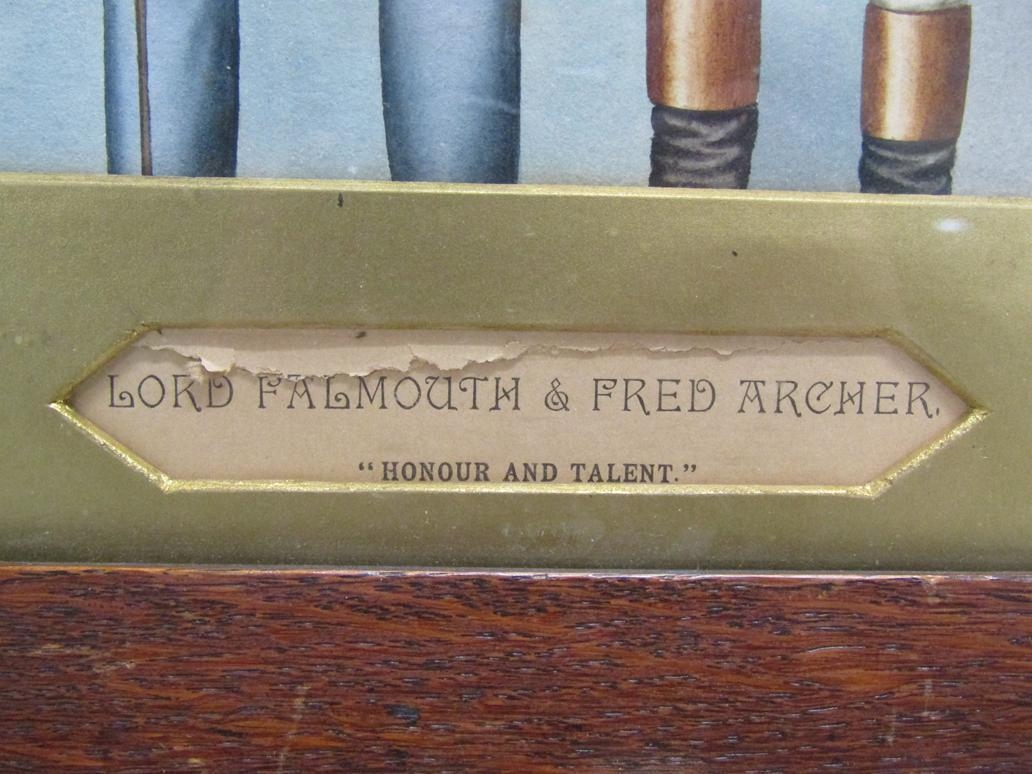 LORD FALMOUTH & FRED ARCHER.
“HONOUR AND TALENT.”